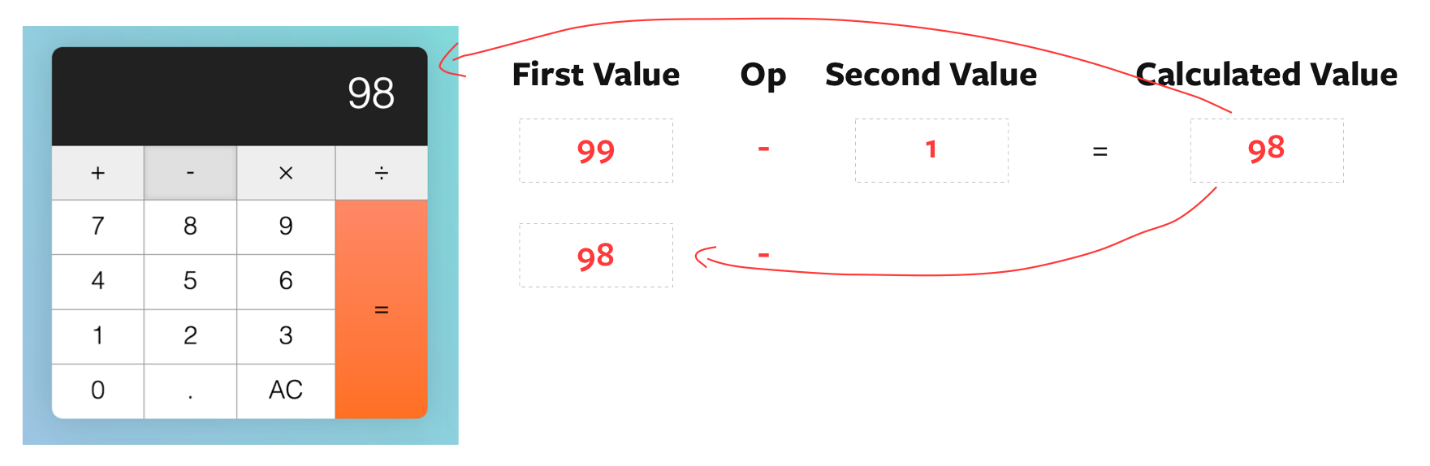 98
+ - × ÷
7 8 9
4 5 6
=
1 2 3
0 . AC
First Value Op Second Value Calculated Value
99 - 1 = 98
98 -